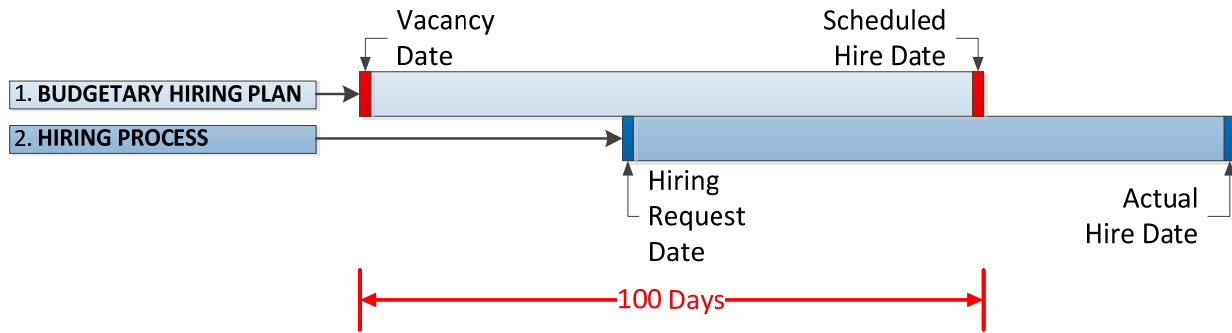 Vacancy
Date
Scheduled
Hire Date
1. BUDGETARY HIRING PLAN
2. HIRING PROCESS
Hiring
Request
Date
Actual
Hire Date
100 Days